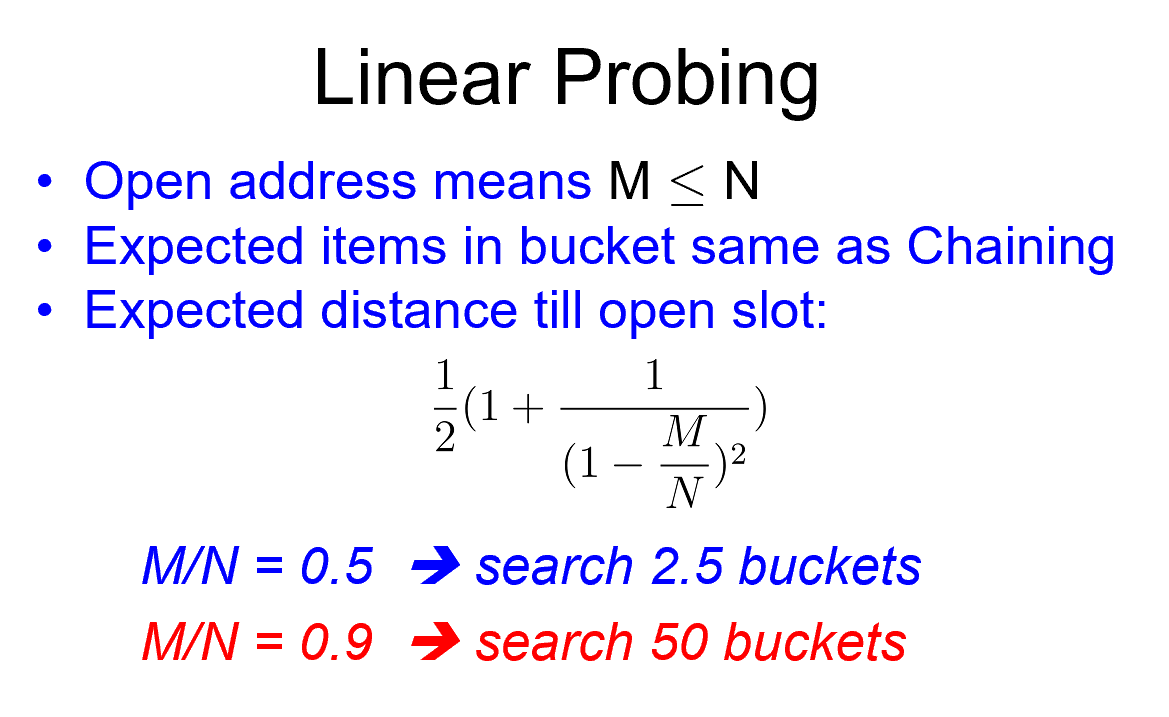 Linear Probing
• Open address means M ≤ N
• Expected items in bucket same as Chaining
• Expected distance till open slot:
\frac{1}{2}(1 + \frac{1}{(1 - \frac{M}{N})^2})
M/N = 0.5 ➔ search 2.5 buckets
M/N = 0.9 ➔ search 50 buckets